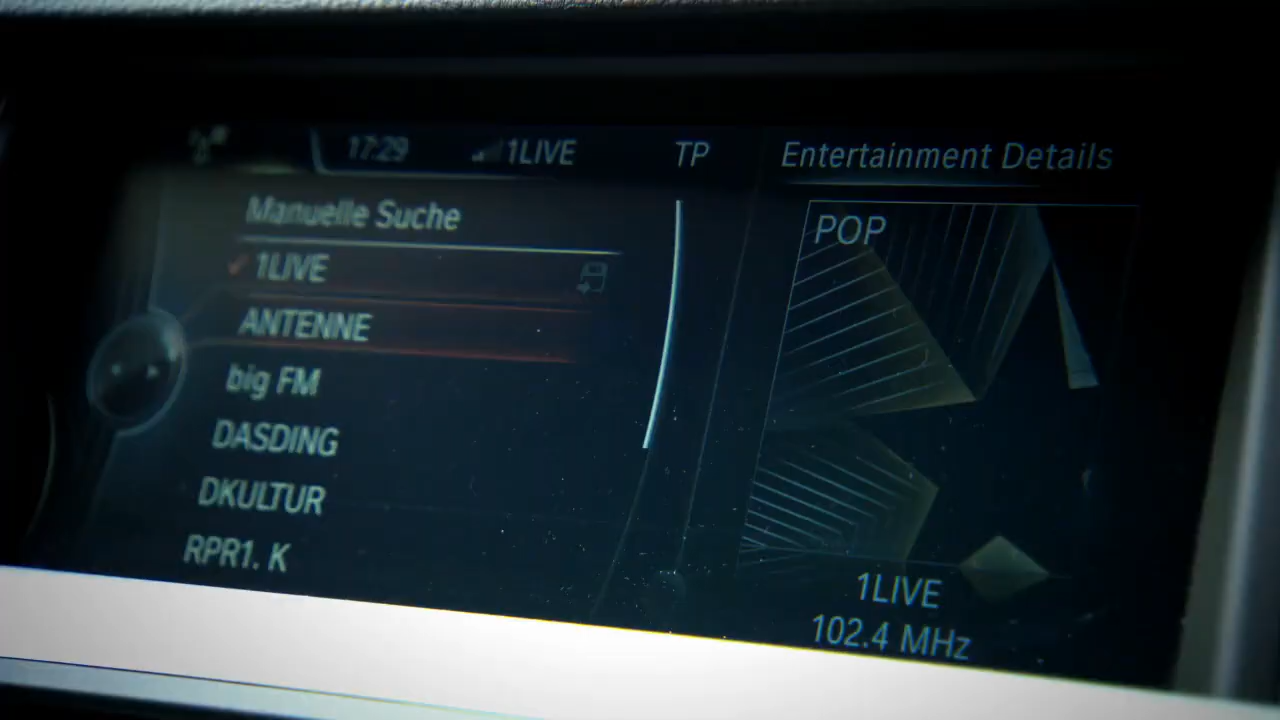 17:29
1LIVE
TP
Entertainment Details
Manuelle Suche
1LIVE
ANTENNE
big FM
DASDING
DKULTUR
RPR1. K
POP
1LIVE
102.4 MHz